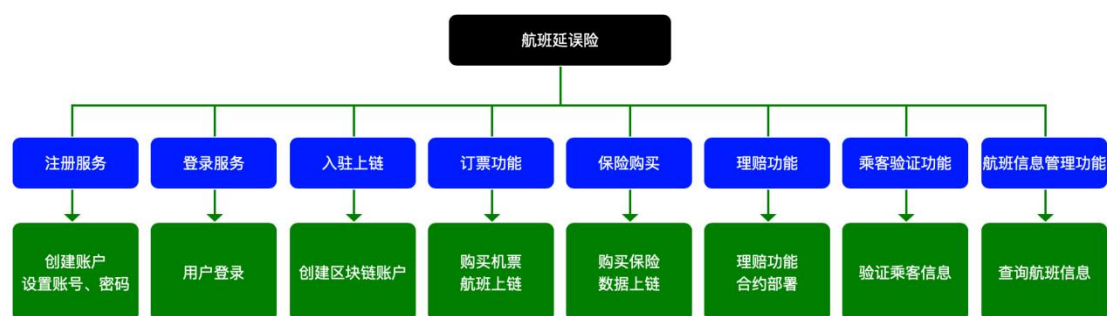 航班延误险
注册服务
登录服务
入驻上链
订票功能
保险购买
理赔功能
乘客验证功能
航班信息管理功能
创建账户
设置账号、密码
用户登录
创建区块链账户
购买机票
航班上链
购买保险
数据上链
理赔功能
合约部署
验证乘客信息
查询航班信息